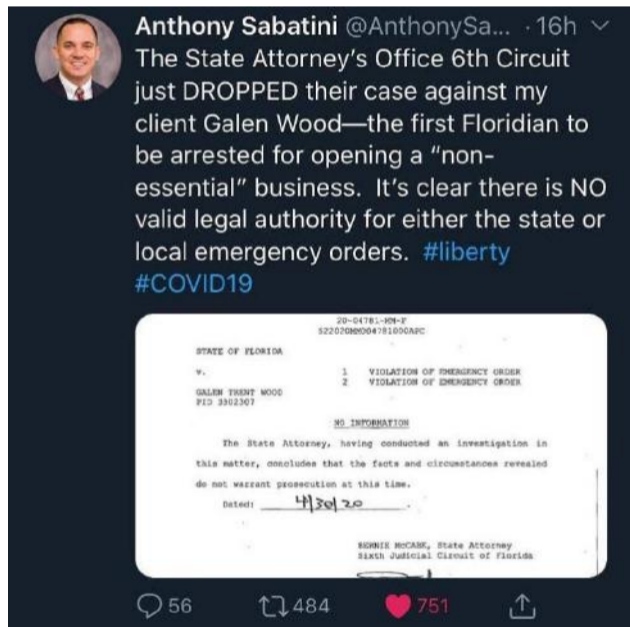 Anthony Sabatini @AnthonySa... · 16h
The State Attorney's Office 6th Circuit
just DROPPED their case against my
client Galen Wood—the first Floridian to
be arrested for opening a “non-
essential” business.  It's clear there is NO
valid legal authority for either the state or
local emergency orders.  #liberty
#COVID19
20-04781-MM-F
522020MM004781000APC
STATE OF FLORIDA
v.
1 VIOLATION OF EMERGENCY ORDER
2 VIOLATION OF EMERGENCY ORDER
GALEN TRENT WOOD
PID 3302307
NO INFORMATION
The State Attorney, having conducted an investigation in
this matter, concludes that the facts and circumstances revealed
do not warrant prosecution at this time.
Dated: 4/30/20.
BERNIE McCABE, State Attorney
Sixth Judicial Circuit of Florida
56 484 751